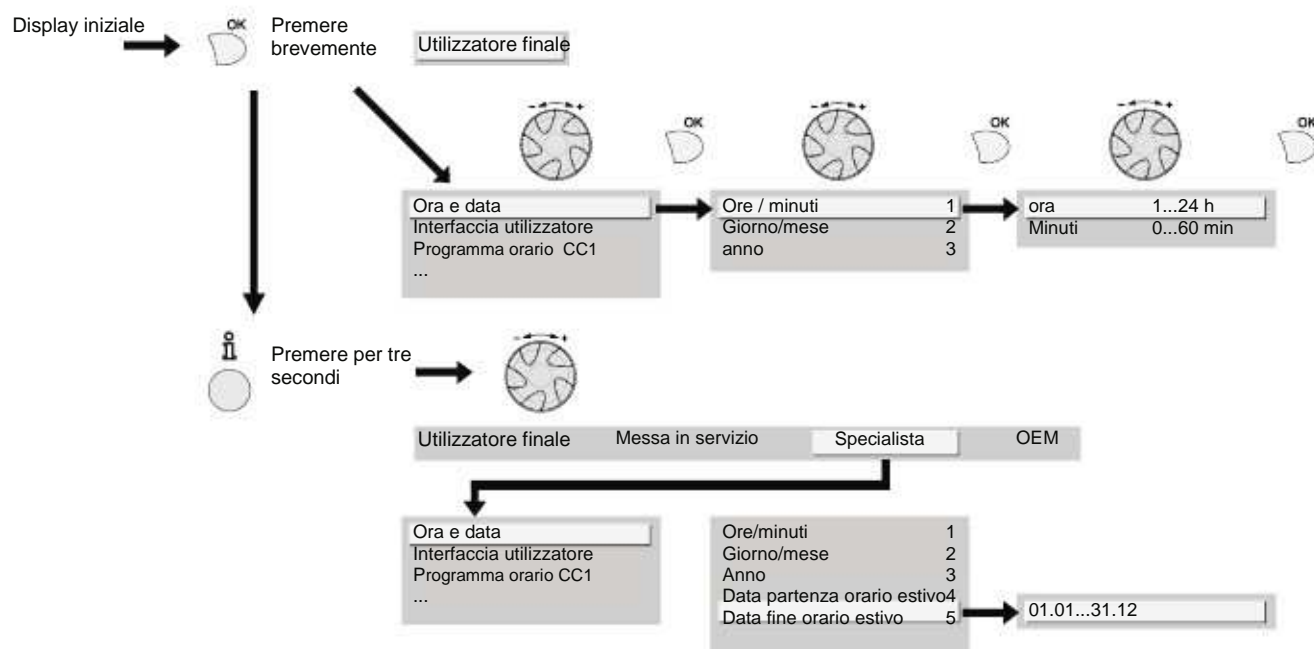 Display iniziale
OK
Premere
brevemente
Utilizzatore finale
- +
OK
- +
OK
- +
OK
Ora e data
Interfaccia utilizzatore
Programma orario CC1
...
Ore / minuti 1
Giorno/mese 2
anno 3
ora 1...24 h
Minuti 0...60 min
Premere per tre
secondi
- +
Utilizzatore finale Messa in servizio Specialista OEM
Ora e data
Interfaccia utilizzatore
Programma orario CC1
...
Ore/minuti 1
Giorno/mese 2
Anno 3
Data partenza orario estivo4
Data fine orario estivo 5
01.01...31.12